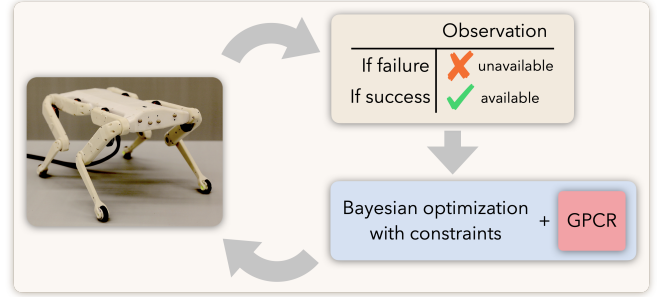 Observation
If failure ✘ unavailable
If success ✓ available
Bayesian optimization
with constraints + GPCR